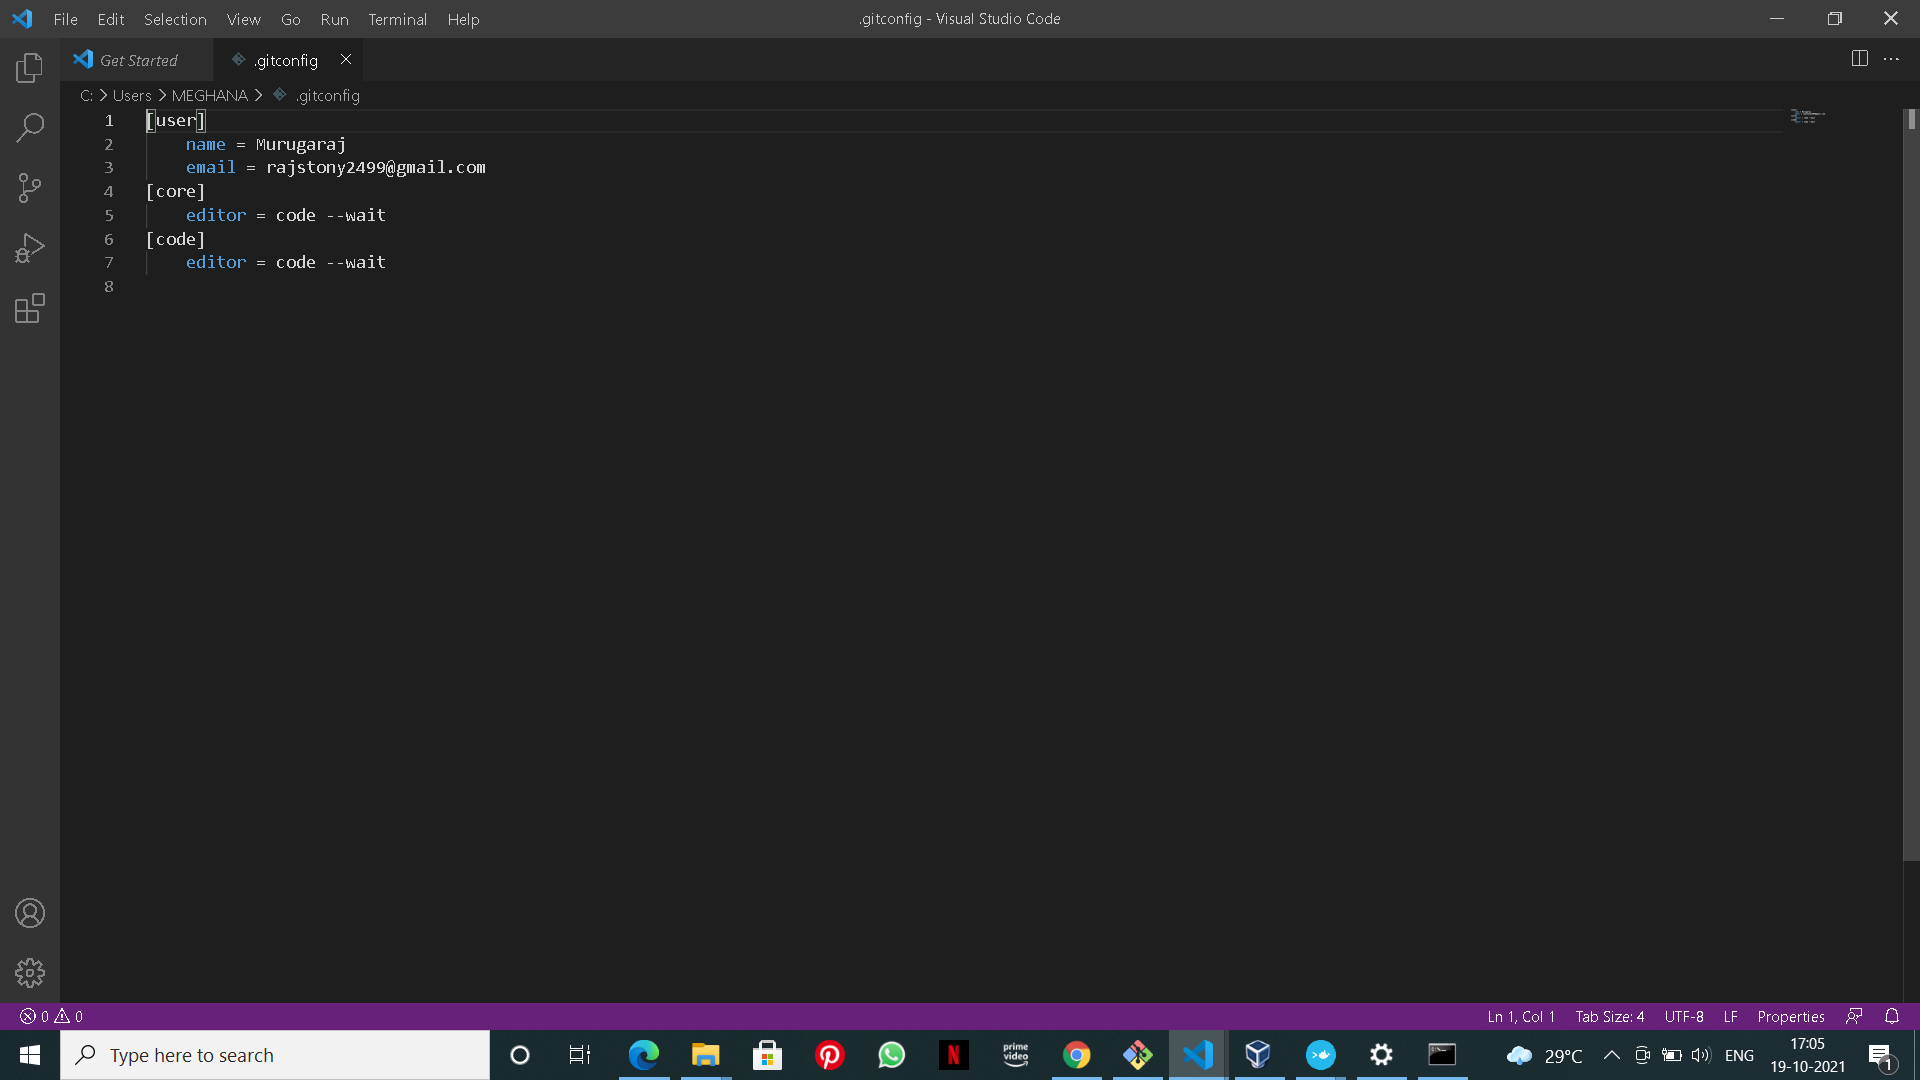 File Edit Selection View Go Run Terminal Help
.gitconfig - Visual Studio Code
Get Started
.gitconfig
C: > Users > MEGHANA > .gitconfig
1 [user]
2 name = Murugaraj
3 email = rajstony2499@gmail.com
4 [core]
5 editor = code --wait
6 [code]
7 editor = code --wait
8
0 0
Ln 1, Col 1 Tab Size: 4 UTF-8 LF Properties
Type here to search
N
prime video
29°C
ENG
17:05
19-10-2021
1